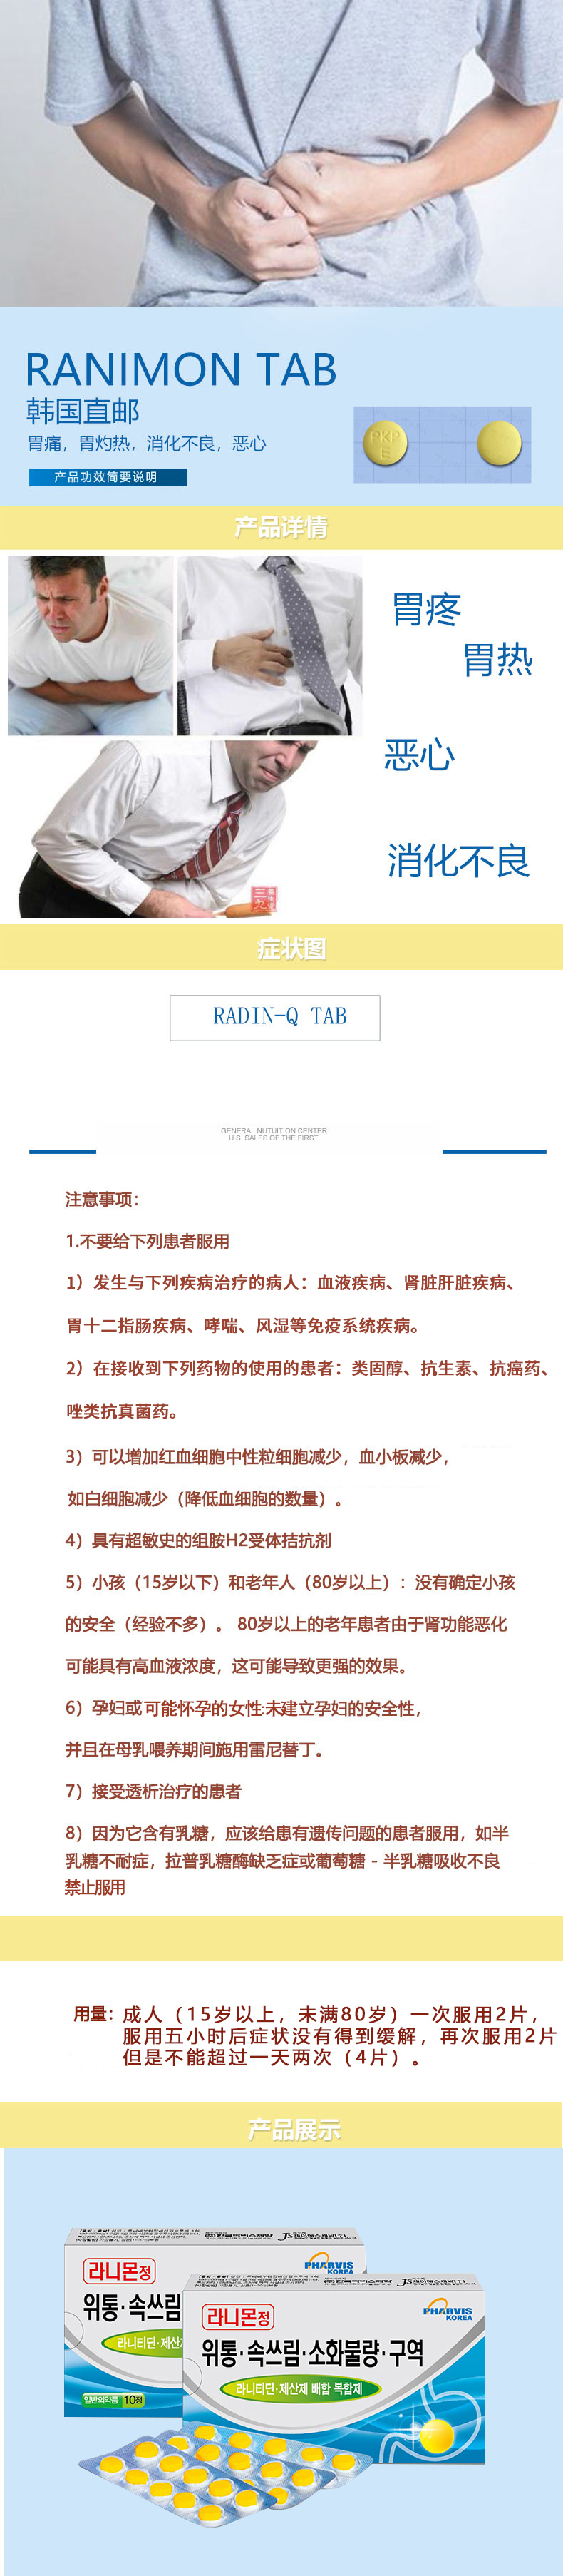 RANIMON TAB
韩国直邮
胃痛，胃灼热，消化不良，恶心
产品功效简要说明
PKP
E
产品详情
胃疼
胃热
恶心
消化不良
三九
症状图
RADIN-Q TAB
GENERAL NUTUITION CENTER
U.S. SALES OF THE FIRST
注意事项：
1.不要给下列患者服用
1）发生与下列疾病治疗的病人：血液疾病、肾脏肝脏疾病、
胃十二指肠疾病、哮喘、风湿等免疫系统疾病。
2）在接收到下列药物的使用的患者：类固醇、抗生素、抗癌药、
唑类抗真菌药。
3）可以增加红血细胞中性粒细胞减少，血小板减少，
如白细胞减少（降低血细胞的数量）。
4）具有超敏史的组胺H2受体拮抗剂
5）小孩（15岁以下）和老年人（80岁以上）：没有确定小孩
的安全（经验不多）。 80岁以上的老年患者由于肾功能恶化
可能具有高血液浓度，这可能导致更强的效果。
6）孕妇或可能怀孕的女性:未建立孕妇的安全性，
并且在母乳喂养期间施用雷尼替丁。
7）接受透析治疗的患者
8）因为它含有乳糖，应该给患有遗传问题的患者服用，如半
乳糖不耐症，拉普乳糖酶缺乏症或葡萄糖 - 半乳糖吸收不良
禁止服用
用量：成人（15岁以上，未满80岁）一次服用2片，
服用五小时后症状没有得到缓解，再次服用2片
但是不能超过一天两次（4片）。
产品展示
PHARVIS
KOREA
라니몬정
위통·속쓰림
라니티딘·제산
일반의약품 10정
PHARVIS
KOREA
라니몬정
위통·속쓰림·소화불량·구역
라니티딘·제산제 배합 복합제